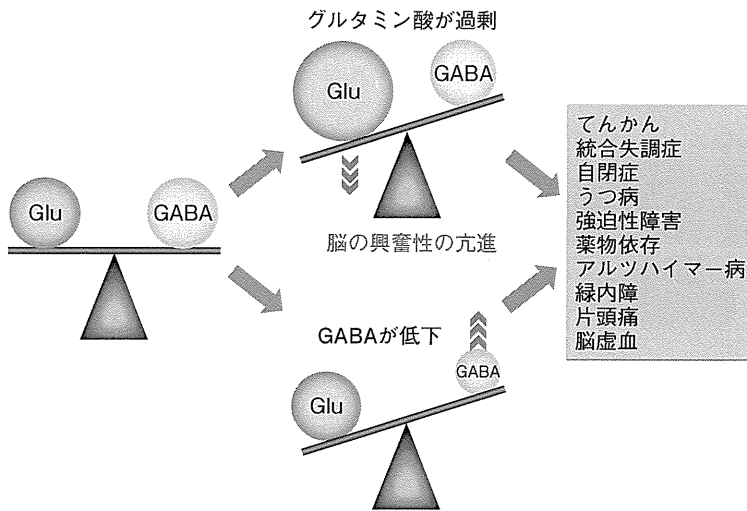 グルタミン酸が過剰
Glu
GABA
Glu
GABA
脳の興奮性の亢進
GABAが低下
Glu
GABA
てんかん
統合失調症
自閉症
うつ病
強迫性障害
薬物依存
アルツハイマー病
緑内障
片頭痛
脳虚血